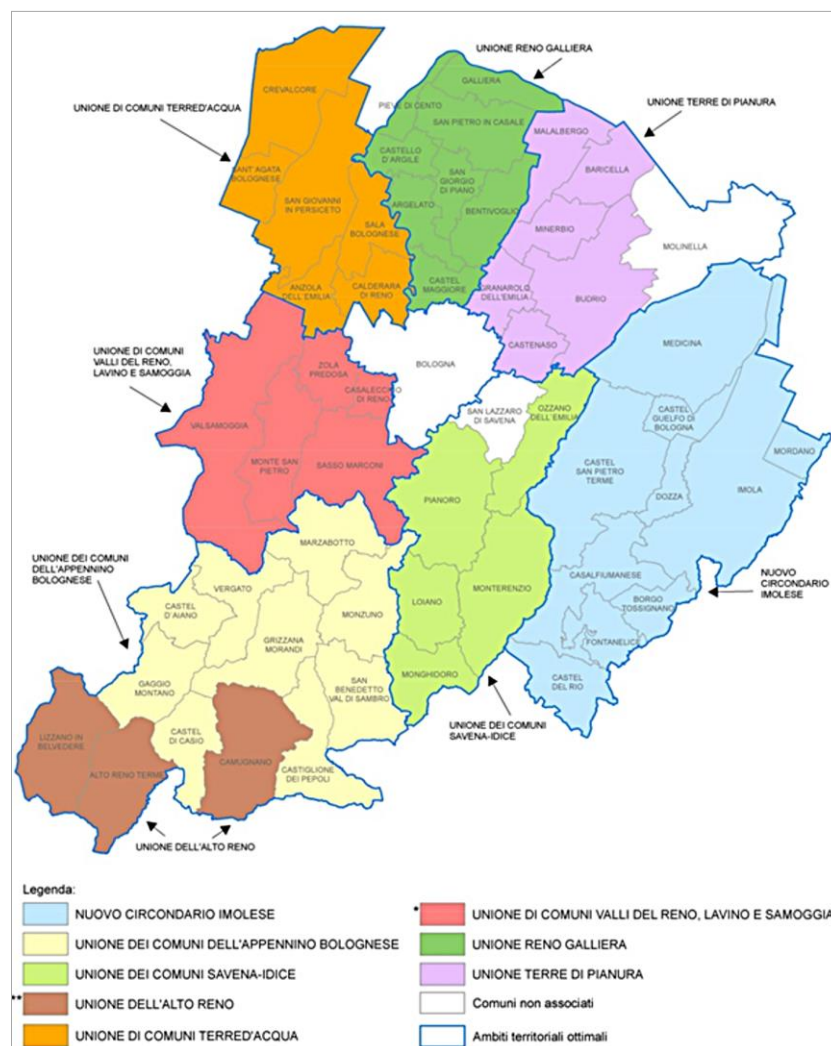 UNIONE RENO GALLIERA
GALLIERA
CREVALCORE
UNIONE DI COMUNI TERRED'ACQUA
PIEVE DI CENTO
UNIONE TERRE DI PIANURA
SAN PIETRO IN CASALE
MALALBERGO
CASTELLO
D'ARGILE
SANT'AGATA
BOLOGNESE
SAN
GIORGIO
DI PIANO
BARICELLA
SAN GIOVANNI
IN PERSICETO
ARGELATO
BENTIVOGLIO
SALA
BOLOGNESE
MINERBIO
MOLINELLA
ANZOLA
DELL'EMILIA
CALDERARA
DI RENO
CASTEL
MAGGIORE
GRANAROLO
DELL'EMILIA
BUDRIO
UNIONE DI COMUNI
VALLI DEL RENO,
LAVINO E SAMOGGIA
ZOLA
PREDOSA
CASALECCHIO
DI RENO
BOLOGNA
CASTENASO
MEDICINA
VALSAMOGGIA
SAN LAZZARO
DI SAVENA
OZZANO
DELL'EMILIA
CASTEL
GUELFO DI
BOLOGNA
MONTE SAN
PIETRO
SASSO MARCONI
CASTEL
SAN PIETRO
TERME
MORDANO
PIANORO
DOZZA
IMOLA
MARZABOTTO
UNIONE DEI COMUNI
DELL'APPENNINO
BOLOGNESE
VERGATO
CASALFIUMANESE
NUOVO
CIRCONDARIO
IMOLESE
CASTEL
D'AIANO
MONZUNO
LOIANO
MONTERENZIO
BORGO
TOSSIGNANO
GRIZZANA
MORANDI
FONTANELICE
GAGGIO
MONTANO
SAN
BENEDETTO
VAL DI SAMBRO
MONGHIDORO
CASTEL
DEL RIO
UNIONE DEI COMUNI
SAVENA-IDICE
LIZZANO IN
BELVEDERE
CASTEL
DI CASIO
CAMUGNANO
ALTO RENO TERME
CASTIGLIONE
DEI PEPOLI
UNIONE DELL'ALTO RENO
Legenda:
NUOVO CIRCONDARIO IMOLESE
UNIONE DEI COMUNI DELL'APPENNINO BOLOGNESE
UNIONE DEI COMUNI SAVENA-IDICE
** UNIONE DELL'ALTO RENO
UNIONE DI COMUNI TERRED'ACQUA
* UNIONE DI COMUNI VALLI DEL RENO, LAVINO E SAMOGGIA
UNIONE RENO GALLIERA
UNIONE TERRE DI PIANURA
Comuni non associati
Ambiti territoriali ottimali